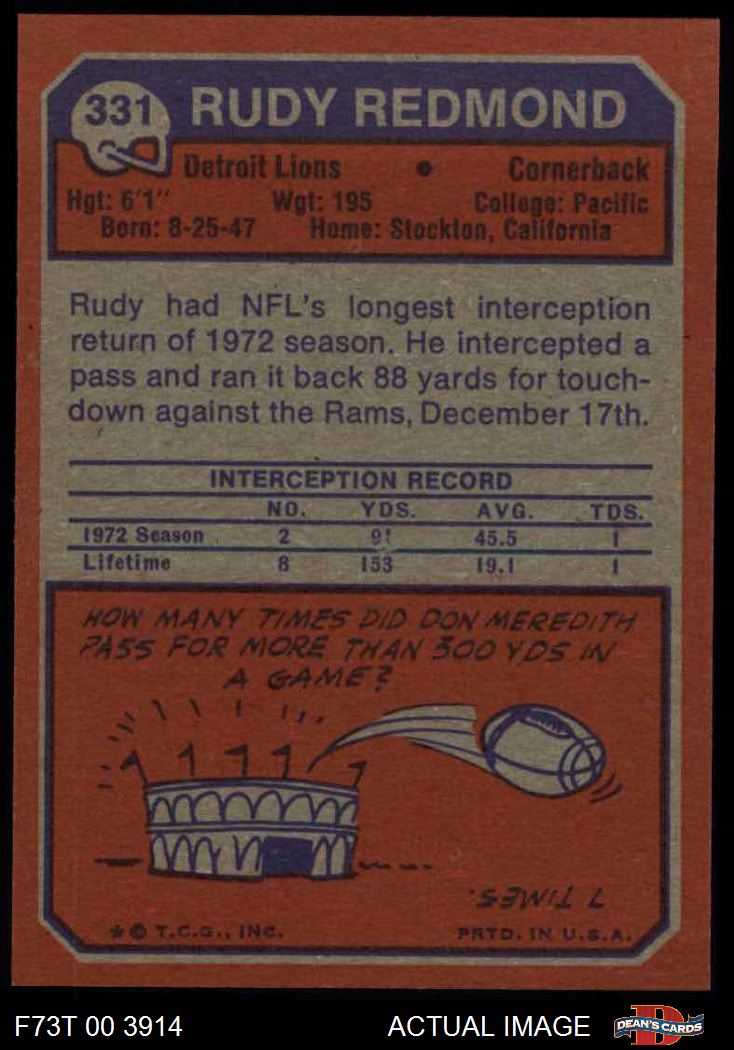 331 RUDY REDMOND
Detroit Lions • Cornerback
Hgt: 6'1" Wgt: 195 College: Pacific
Born: 8-25-47 Home: Stockton, California
Rudy had NFL's longest interception
return of 1972 season. He intercepted a
pass and ran it back 88 yards for touch-
down against the Rams, December 17th.
INTERCEPTION RECORD
NO. YDS. AVG. TDS.
1972 Season 2 91 45.5 1
Lifetime 8 153 19.1 1
HOW MANY TIMES DID DON MEREDITH
PASS FOR MORE THAN 300 YDS IN
A GAME?
7 TIMES.
* © T.C.G., INC. PRTD. IN U.S.A.
F73T 00 3914 ACTUAL IMAGE DEAN'S CARDS